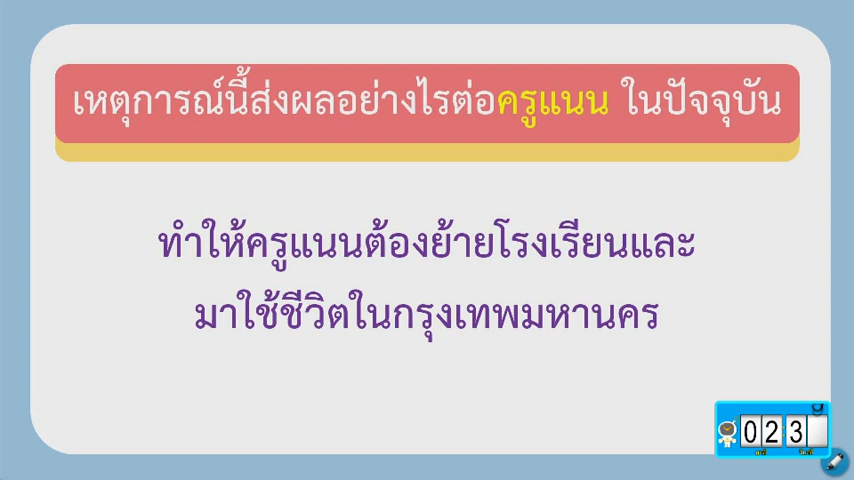 เหตุการณ์นี้ส่งผลอย่างไรต่อครูแนน ในปัจจุบัน
ทำให้ครูแนนต้องย้ายโรงเรียนและ
มาใช้ชีวิตในกรุงเทพมหานคร
023